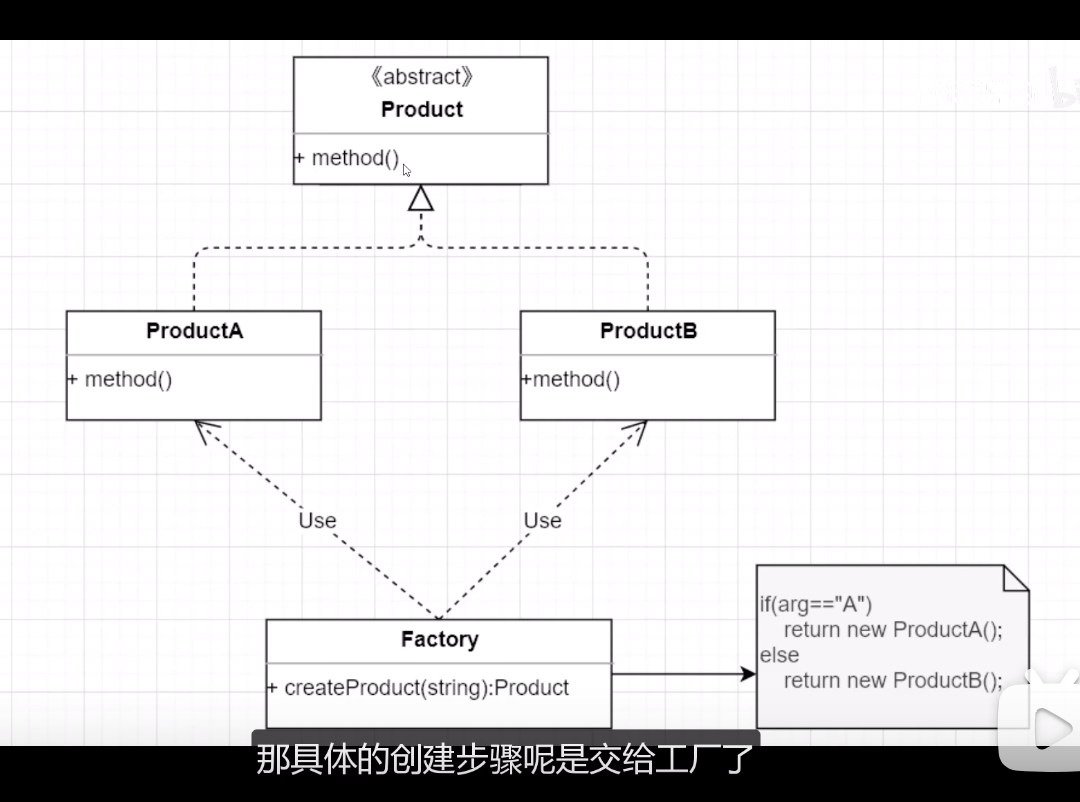 《abstract》
Product
+ method()
ProductA
+ method()
ProductB
+method()
Use
Use
Factory
+ createProduct(string):Product
if(arg=="A")
return new ProductA();
else
return new ProductB();
那具体的创建步骤呢是交给工厂了